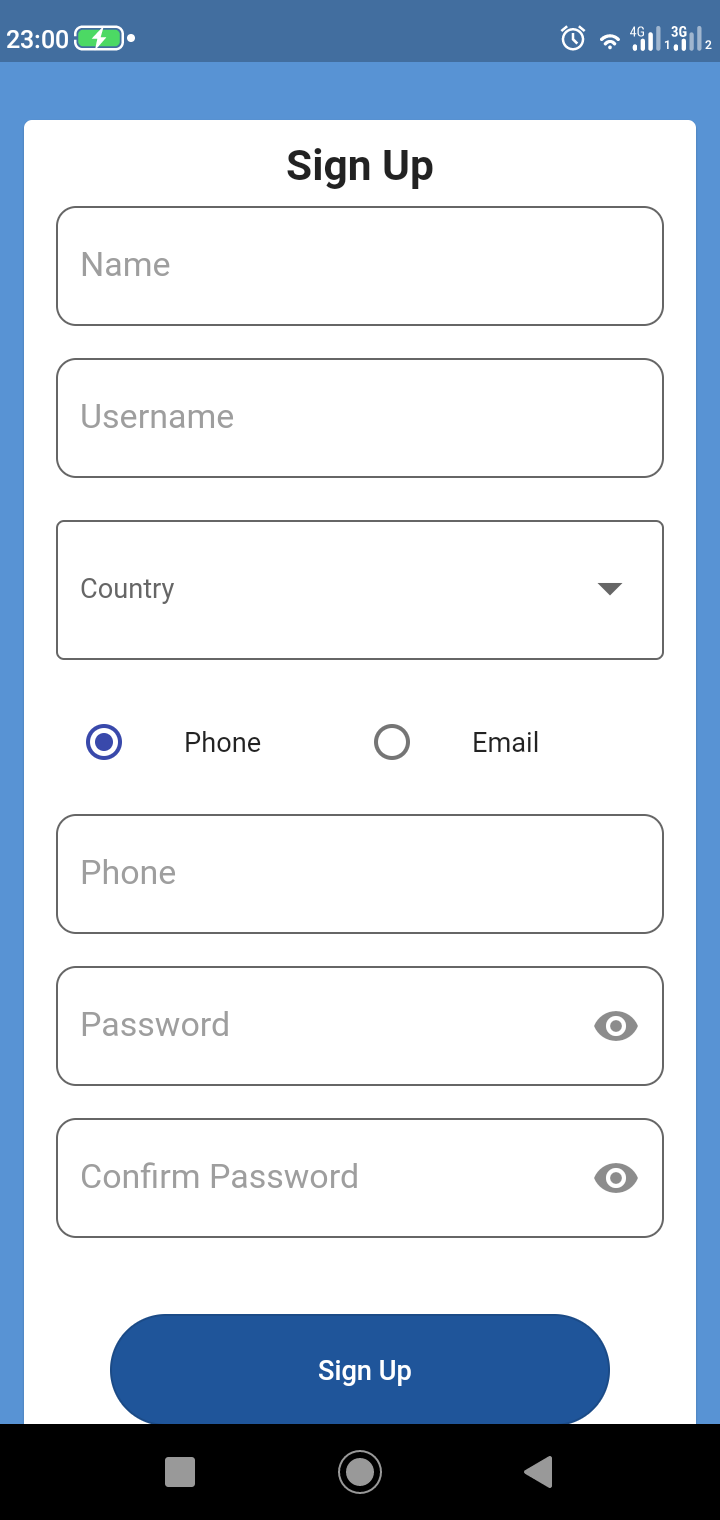 23:00 4G 1 3G 2
Sign Up
Name
Username
Country
Phone Email
Phone
Password
Confirm Password
Sign Up